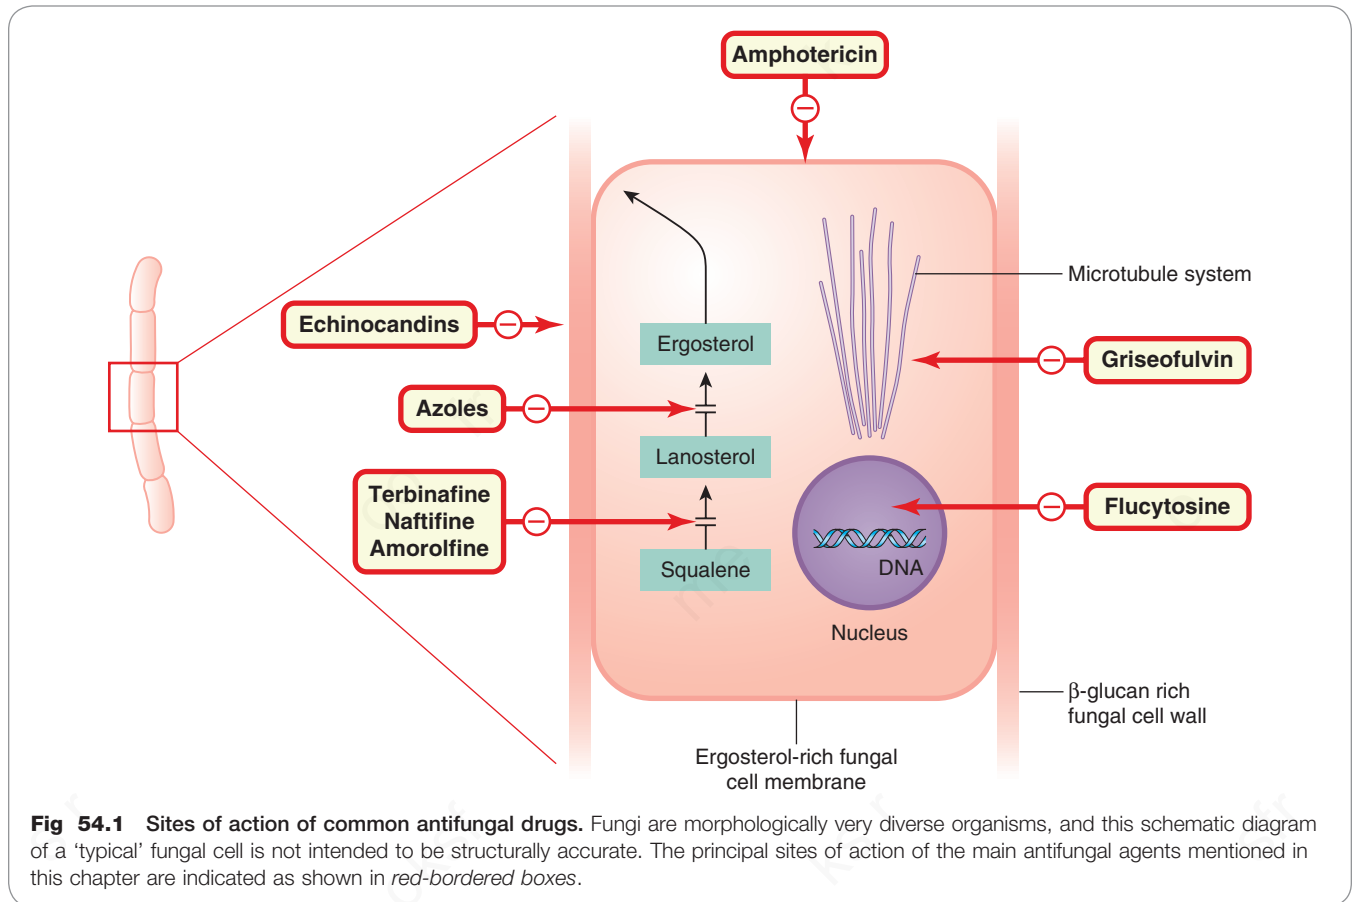 Amphotericin
Microtubule system
Echinocandins
Ergosterol
Griseofulvin
Azoles
Lanosterol
Terbinafine
Naftifine
Amorolfine
Flucytosine
Squalene
DNA
Nucleus
β-glucan rich
fungal cell wall
Ergosterol-rich fungal
cell membrane
Fig 54.1 Sites of action of common antifungal drugs. Fungi are morphologically very diverse organisms, and this schematic diagram
of a ‘typical’ fungal cell is not intended to be structurally accurate. The principal sites of action of the main antifungal agents mentioned in
this chapter are indicated as shown in red-bordered boxes.